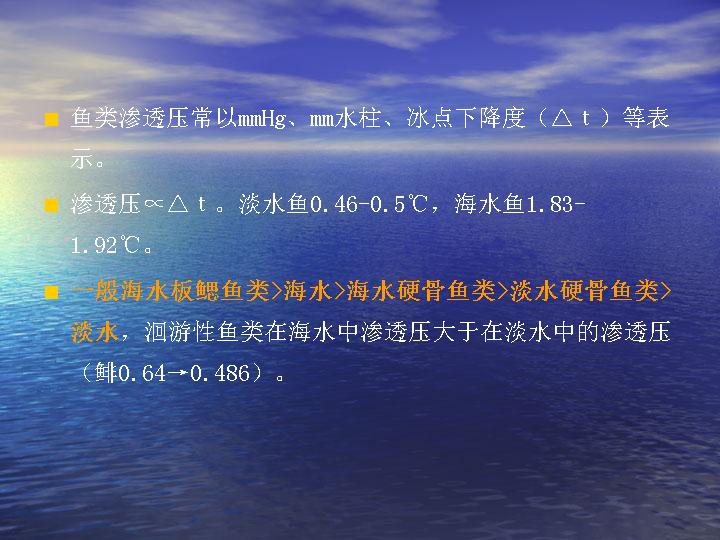 鱼类渗透压常以mmHg、mm水柱、冰点下降度（△t）等表
示。
渗透压∝△t。淡水鱼0.46-0.5℃，海水鱼1.83-
1.92℃。
一般海水板鳃鱼类>海水>海水硬骨鱼类>淡水硬骨鱼类>
淡水，洄游性鱼类在海水中渗透压大于在淡水中的渗透压
（鲱0.64→0.486）。